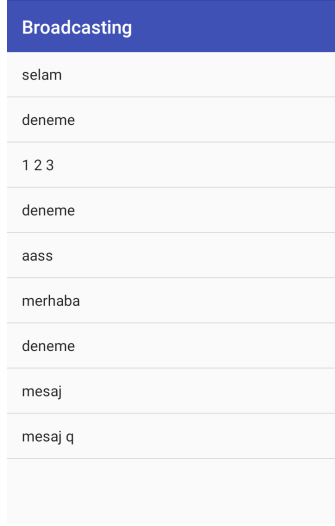 Broadcasting
selam
deneme
1 2 3
deneme
aass
merhaba
deneme
mesaj
mesaj q